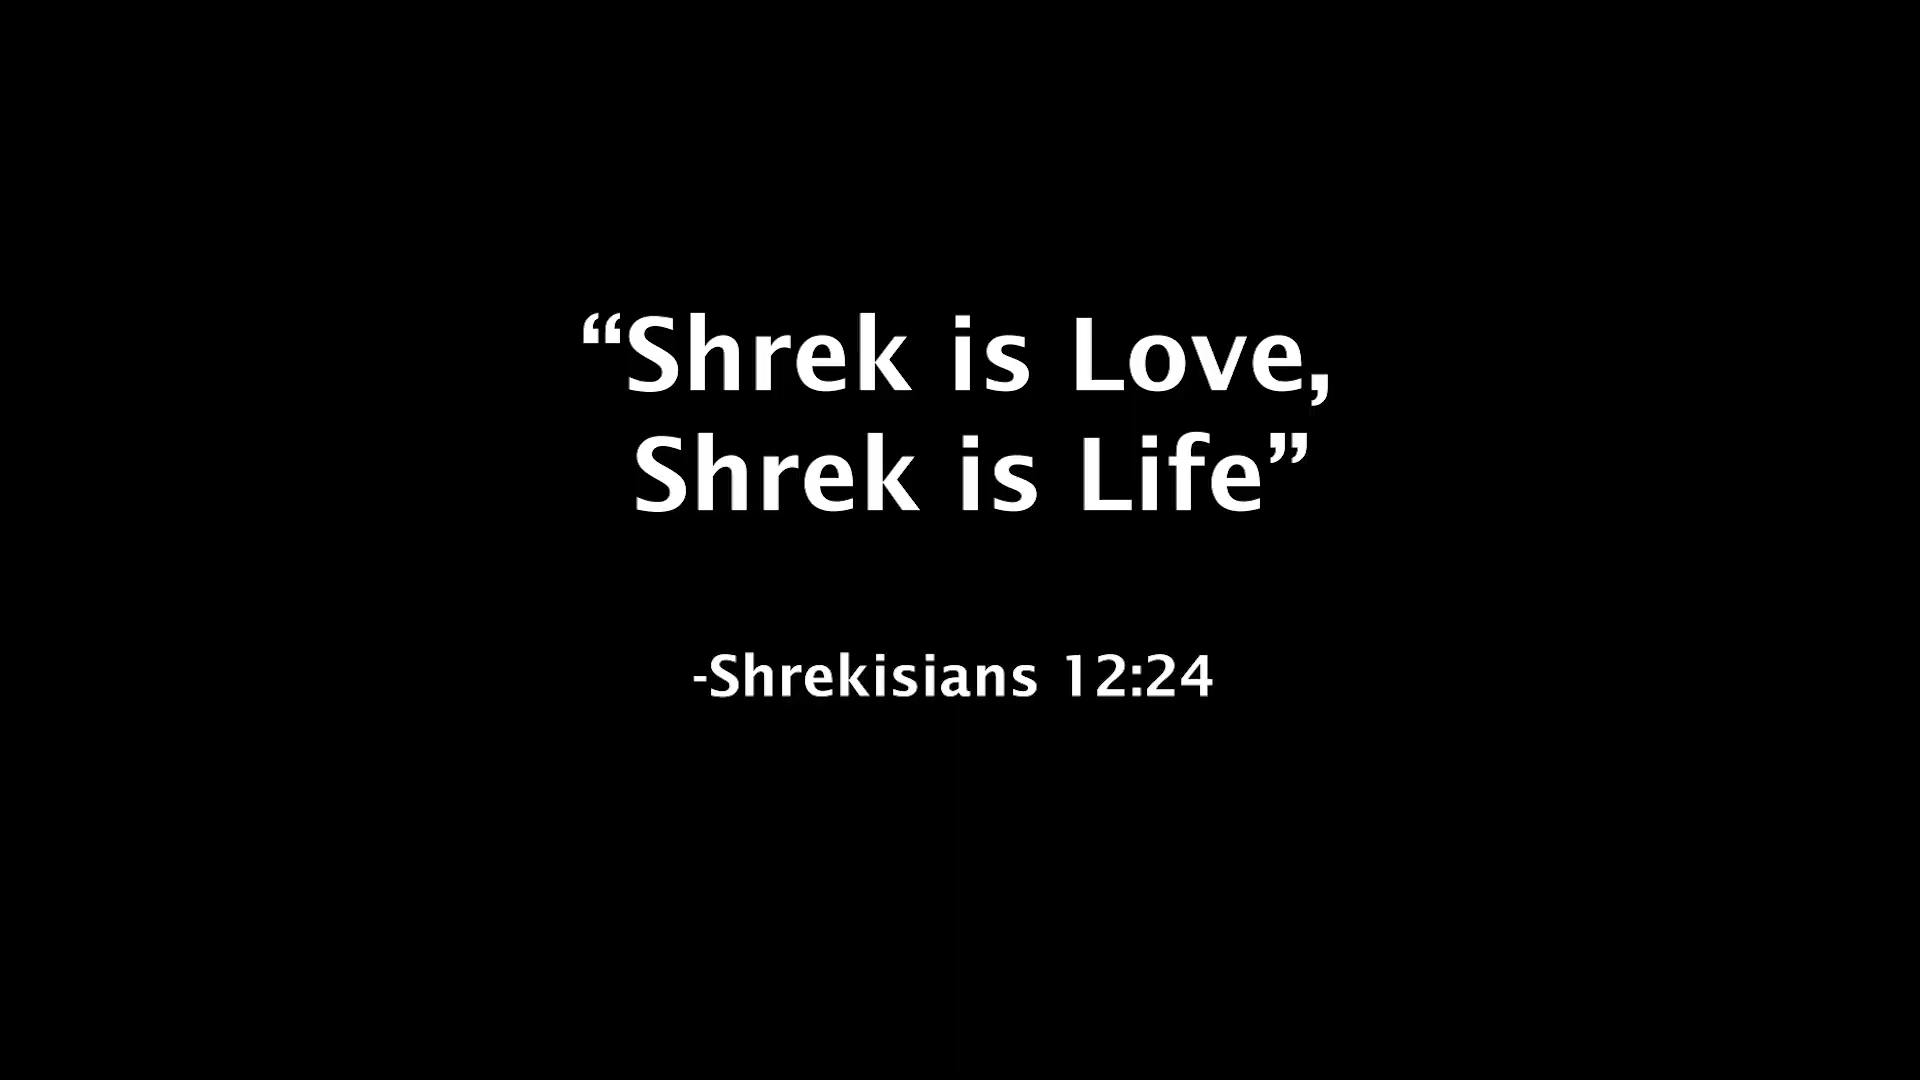 “Shrek is Love,
Shrek is Life”
-Shrekisians 12:24